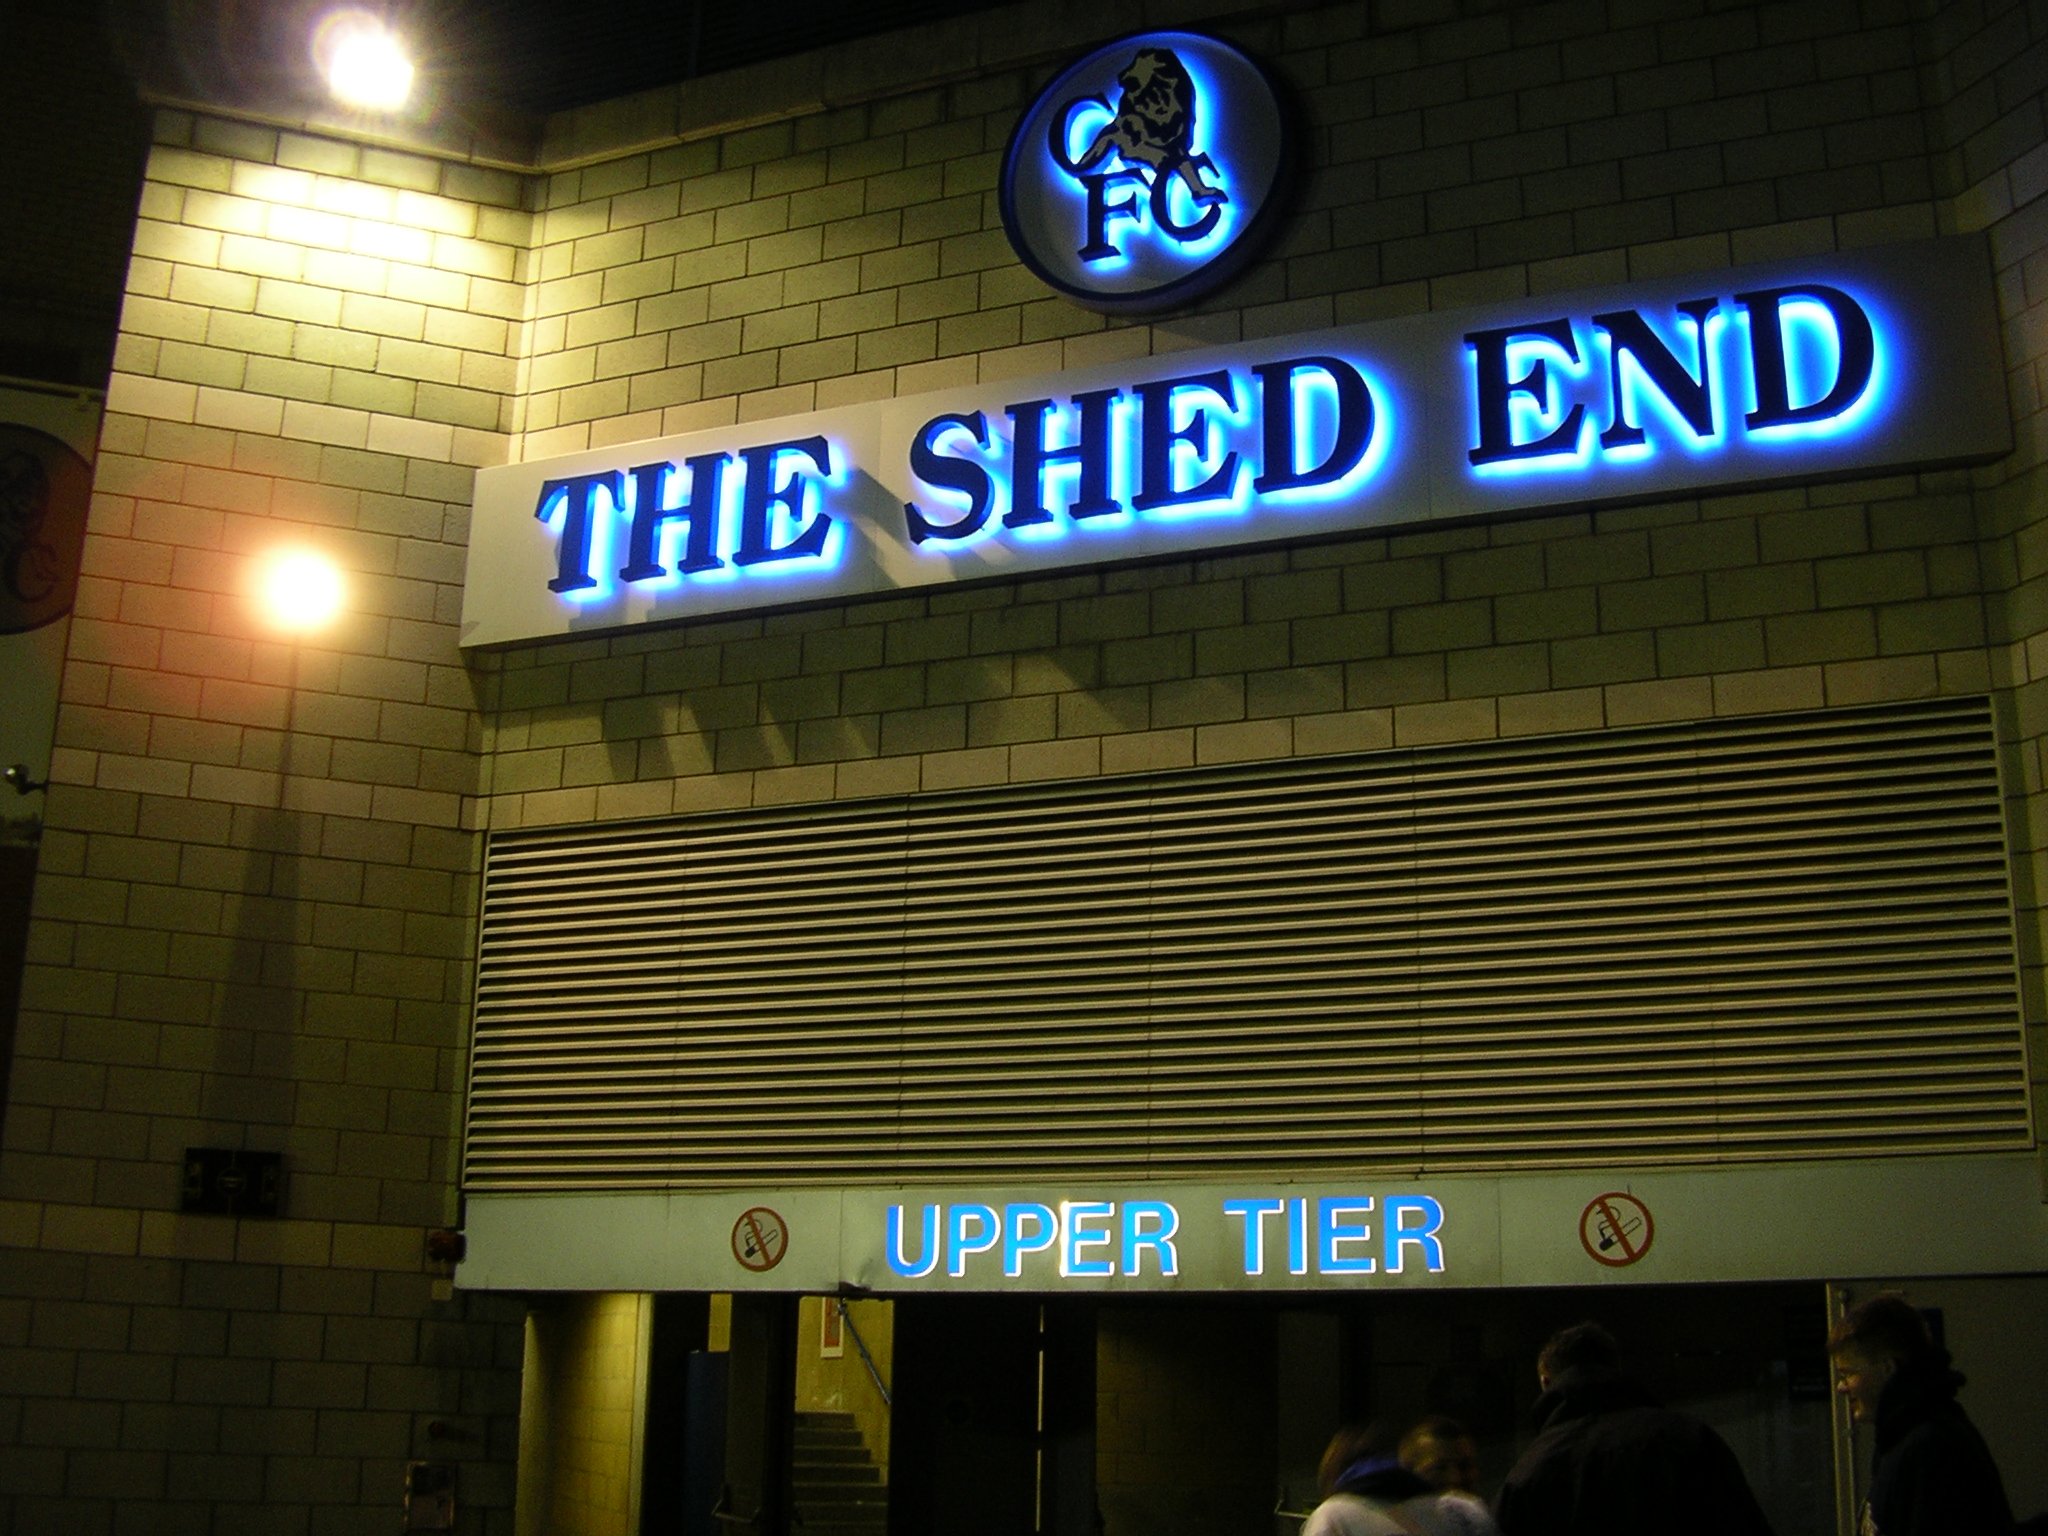 CFC
THE SHED END
UPPER TIER